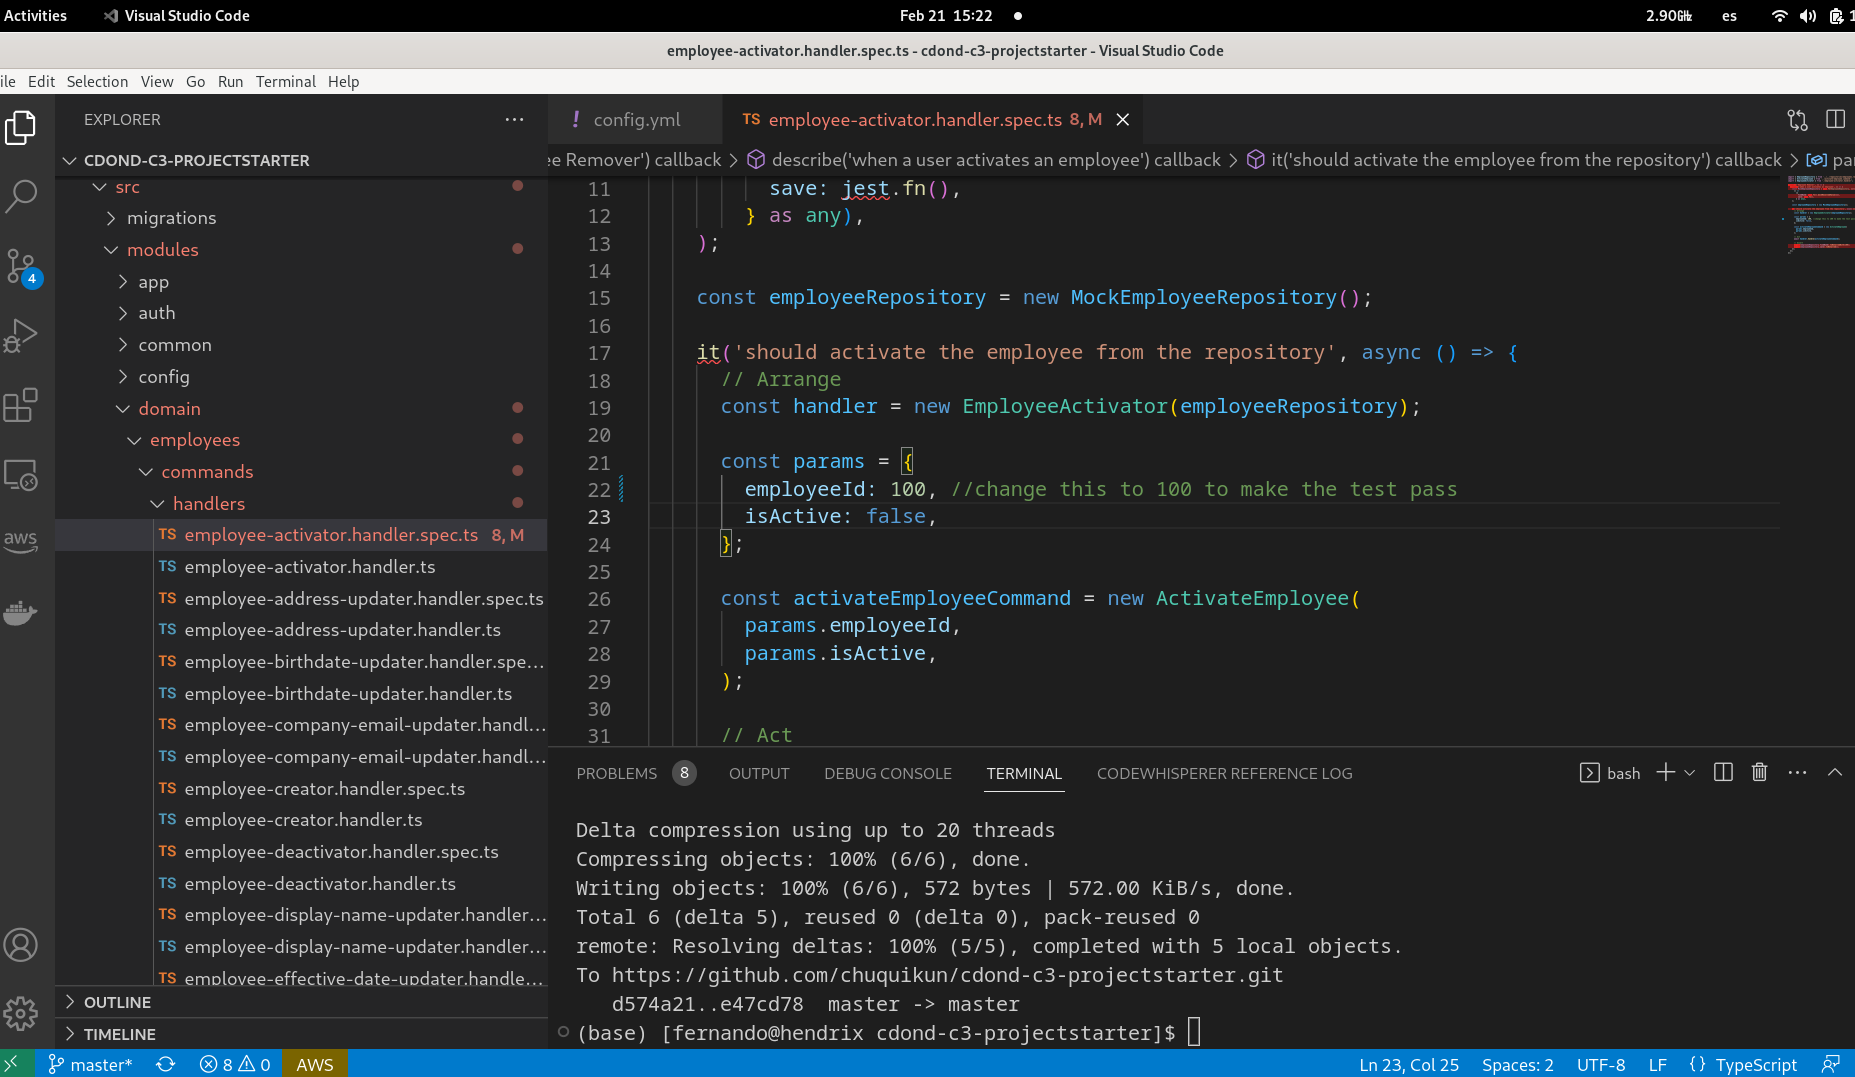 Activities
Visual Studio Code
Feb 21 15:22
2.90GHz
es
employee-activator.handler.spec.ts - cdond-c3-projectstarter - Visual Studio Code
ile Edit Selection View Go Run Terminal Help
EXPLORER
CDOND-C3-PROJECTSTARTER
src
migrations
modules
app
auth
common
config
domain
employees
commands
handlers
TS employee-activator.handler.spec.ts 8, M
TS employee-activator.handler.ts
TS employee-address-updater.handler.spec.ts
TS employee-address-updater.handler.ts
TS employee-birthdate-updater.handler.spe...
TS employee-birthdate-updater.handler.ts
TS employee-company-email-updater.handl...
TS employee-company-email-updater.handl...
TS employee-creator.handler.spec.ts
TS employee-creator.handler.ts
TS employee-deactivator.handler.spec.ts
TS employee-deactivator.handler.ts
TS employee-display-name-updater.handler...
TS employee-display-name-updater.handler...
TS employee-effective-date-updater.handle...
OUTLINE
TIMELINE
4
aws
! config.yml
TS employee-activator.handler.spec.ts 8, M
ee Remover') callback > describe('when a user activates an employee') callback > it('should activate the employee from the repository') callback > pa
11 save: jest.fn(),
12 } as any),
13 );
14
15 const employeeRepository = new MockEmployeeRepository();
16
17 it('should activate the employee from the repository', async () => {
18 // Arrange
19 const handler = new EmployeeActivator(employeeRepository);
20
21 const params = {
22 employeeId: 100, //change this to 100 to make the test pass
23 isActive: false,
24 };
25
26 const activateEmployeeCommand = new ActivateEmployee(
27 params.employeeId,
28 params.isActive,
29 );
30
31 // Act
PROBLEMS 8 OUTPUT DEBUG CONSOLE TERMINAL CODEWHISPERER REFERENCE LOG
bash
Delta compression using up to 20 threads
Compressing objects: 100% (6/6), done.
Writing objects: 100% (6/6), 572 bytes | 572.00 KiB/s, done.
Total 6 (delta 5), reused 0 (delta 0), pack-reused 0
remote: Resolving deltas: 100% (5/5), completed with 5 local objects.
To https://github.com/chuquikun/cdond-c3-projectstarter.git
d574a21..e47cd78 master -> master
(base) [fernando@hendrix cdond-c3-projectstarter]$
master* 8 0 AWS
Ln 23, Col 25 Spaces: 2 UTF-8 LF {} TypeScript